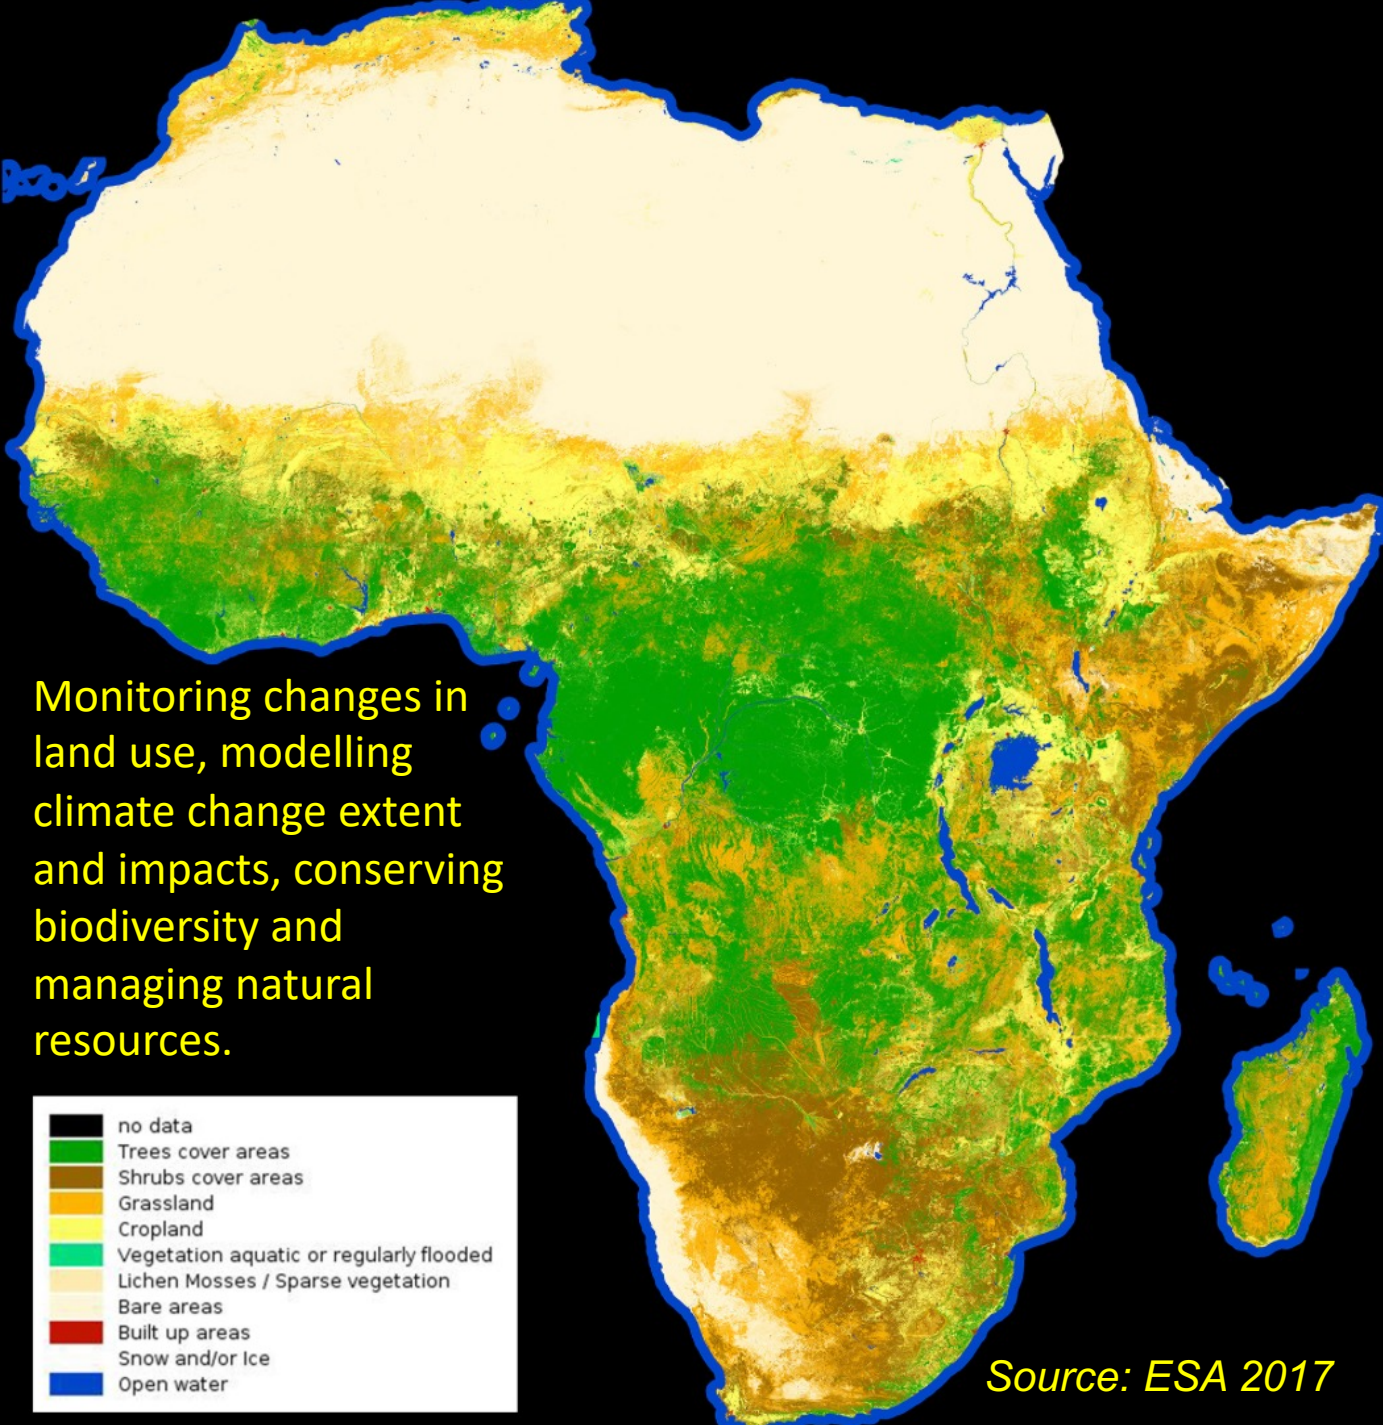 Monitoring changes in
land use, modelling
climate change extent
and impacts, conserving
biodiversity and
managing natural
resources.
no data
Trees cover areas
Shrubs cover areas
Grassland
Cropland
Vegetation aquatic or regularly flooded
Lichen Mosses / Sparse vegetation
Bare areas
Built up areas
Snow and/or Ice
Open water
Source: ESA 2017